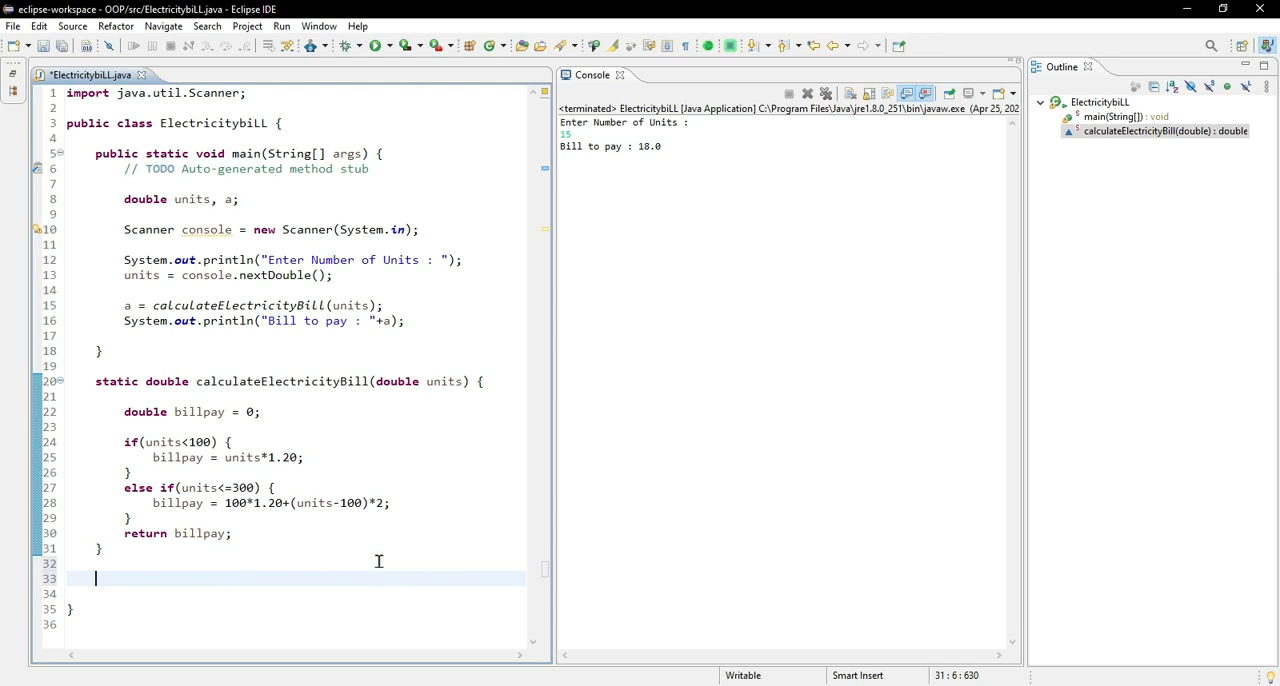 eclipse-workspace - OOP/src/ElectricitybiLL.java - Eclipse IDE
File Edit Source Refactor Navigate Search Project Run Window Help
*ElectricitybiLL.java
Console
Outline
<terminated> ElectricitybiLL [Java Application] C:\Program Files\Java\jre1.8.0_251\bin\javaw.exe (Apr 25, 202
Enter Number of Units :
15
Bill to pay : 18.0
ElectricitybiLL
main(String[]) : void
calculateElectricityBill(double) : double
1 import java.util.Scanner;
2
3 public class ElectricitybiLL {
4
5 public static void main(String[] args) {
6 // TODO Auto-generated method stub
7
8 double units, a;
9
10 Scanner console = new Scanner(System.in);
11
12 System.out.println("Enter Number of Units : ");
13 units = console.nextDouble();
14
15 a = calculateElectricityBill(units);
16 System.out.println("Bill to pay : "+a);
17
18 }
19
20 static double calculateElectricityBill(double units) {
21
22 double billpay = 0;
23
24 if(units<100) {
25 billpay = units*1.20;
26 }
27 else if(units<=300) {
28 billpay = 100*1.20+(units-100)*2;
29 }
30 return billpay;
31 }
32
33
34
35 }
36
Writable Smart Insert 31 : 6 : 630